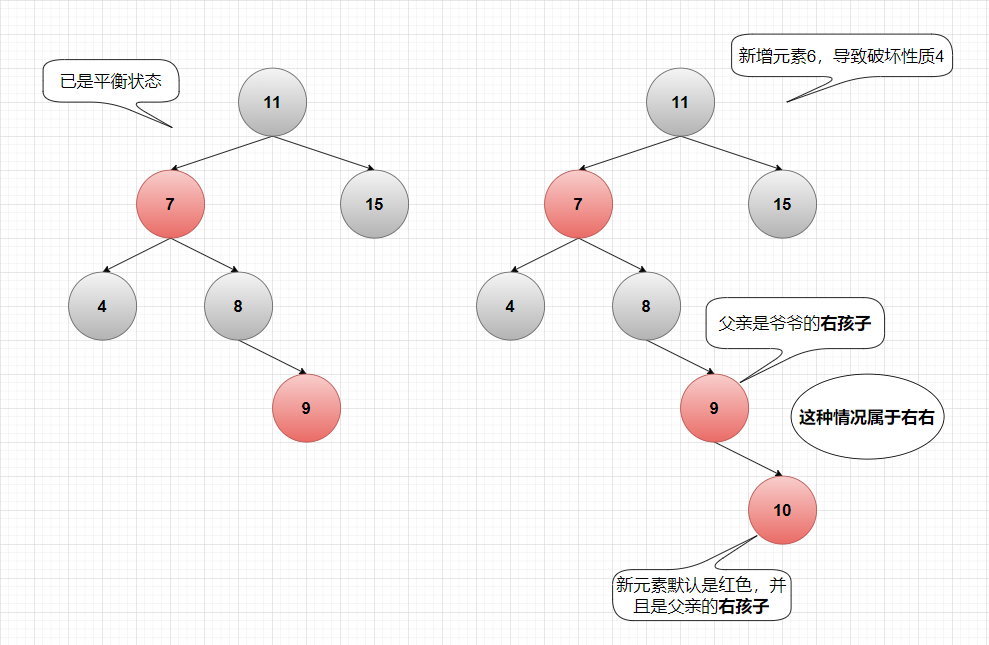 已是平衡状态
11
7
15
4
8
9
新增元素6，导致破坏性质4
11
7
15
4
8
父亲是爷爷的右孩子
9
这种情况属于右右
10
新元素默认是红色，并
且是父亲的右孩子